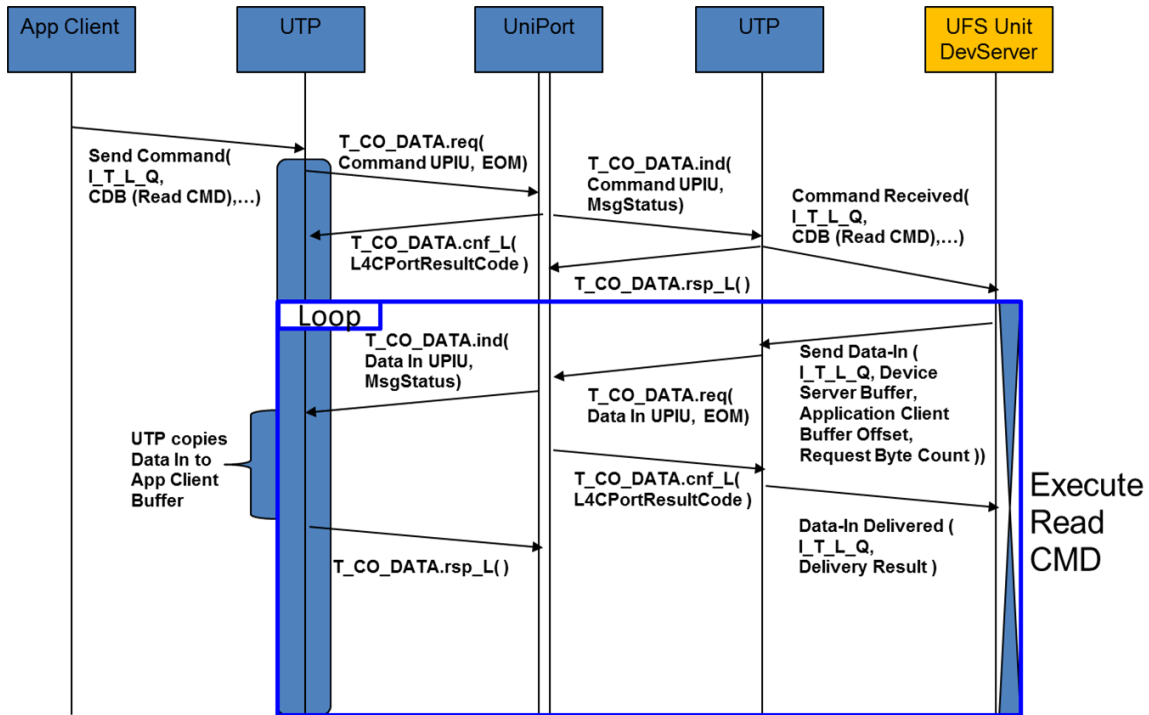 App Client
UTP
UniPort
UTP
UFS Unit
DevServer
Send Command(
I_T_L_Q,
CDB (Read CMD),...)
T_CO_DATA.req(
Command UPIU, EOM)
T_CO_DATA.ind(
Command UPIU,
MsgStatus)
Command Received(
I_T_L_Q,
CDB (Read CMD),...)
T_CO_DATA.cnf_L(
L4CPortResultCode )
T_CO_DATA.rsp_L( )
Loop
T_CO_DATA.ind(
Data In UPIU,
MsgStatus)
Send Data-In (
I_T_L_Q, Device
Server Buffer,
Application Client
Buffer Offset,
Request Byte Count ))
T_CO_DATA.req(
Data In UPIU, EOM)
UTP copies
Data In to
App Client
Buffer
T_CO_DATA.cnf_L(
L4CPortResultCode )
Execute
Read
CMD
Data-In Delivered (
I_T_L_Q,
Delivery Result )
T_CO_DATA.rsp_L( )